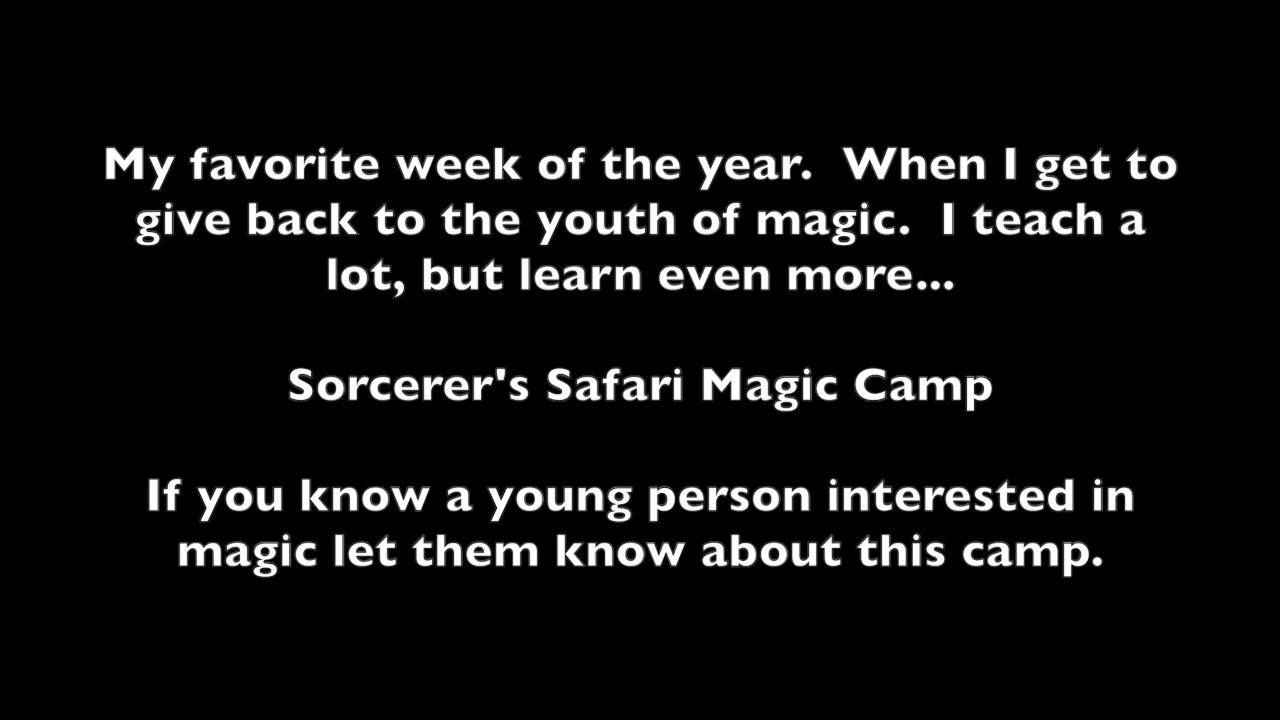 My favorite week of the year.  When I get to
give back to the youth of magic.  I teach a
lot, but learn even more...
Sorcerer's Safari Magic Camp
If you know a young person interested in
magic let them know about this camp.